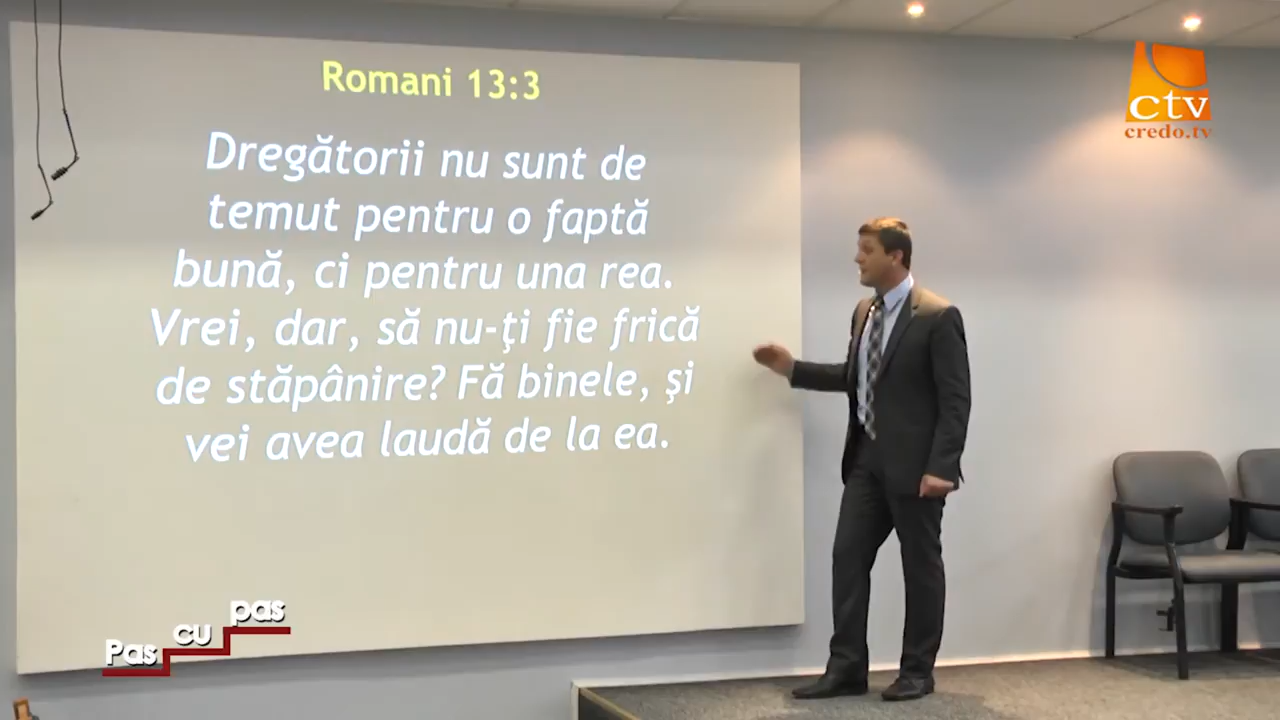 Romani 13:3
Dregătorii nu sunt de
temut pentru o faptă
bună, ci pentru una rea.
Vrei, dar, să nu-ţi fie frică
de stăpânire? Fă binele, şi
vei avea laudă de la ea.
ctv
credo.tv
Pas cu pas